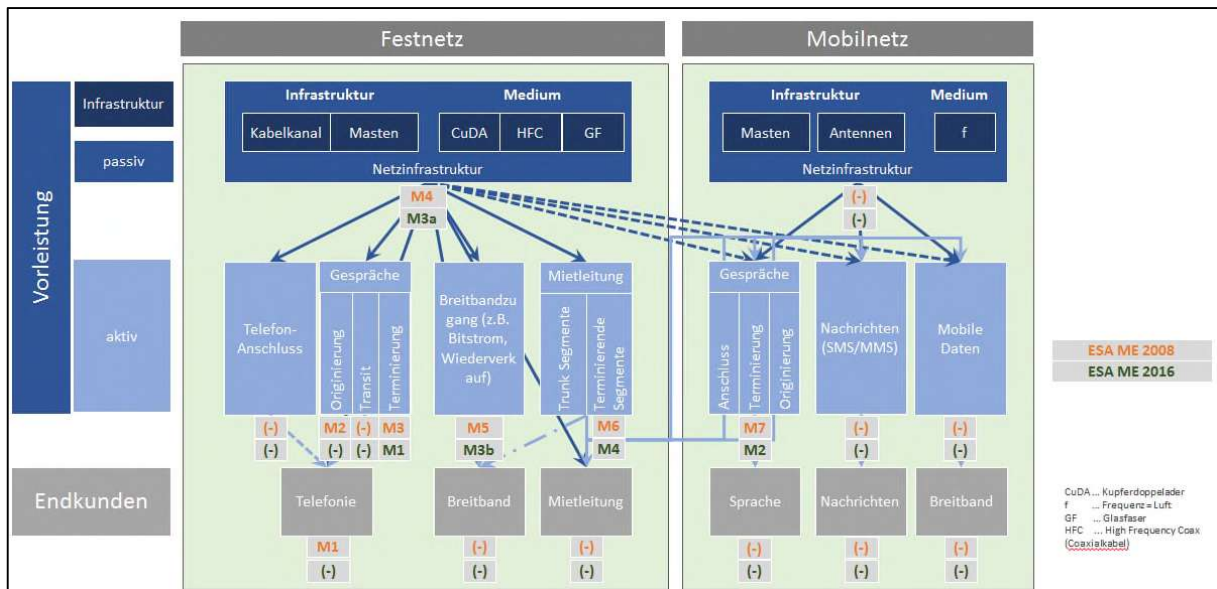 Festnetz
Mobilnetz
Vorleistung
Infrastruktur
passiv
aktiv
Infrastruktur
Medium
Kabelkanal
Masten
CuDA
HFC
GF
Netzinfrastruktur
Infrastruktur
Medium
Masten
Antennen
f
Netzinfrastruktur
M4
M3a
(-)
(-)
Telefon-
Anschluss
Gespräche
Originierung
Transit
Terminierung
Breitbandzu
gang (z.B.
Bitstrom,
Wiederverk
auf)
Mietleitung
Trunk Segmente
Terminierende
Segmente
Gespräche
Anschluss
Terminierung
Originierung
Nachrichten
(SMS/MMS)
Mobile
Daten
ESA ME 2008
ESA ME 2016
(-)
(-)
M2
(-)
M3
(-)
(-)
M1
M5
M3b
M6
M4
M7
M2
(-)
(-)
(-)
(-)
Endkunden
Telefonie
Breitband
Mietleitung
Sprache
Nachrichten
Breitband
M1
(-)
(-)
(-)
(-)
(-)
(-)
(-)
(-)
(-)
(-)
(-)
CuDA ... Kupferdoppelader
f ... Frequenz = Luft
GF ... Glasfaser
HFC ... High Frequency Coax
(Coaxialkabel)